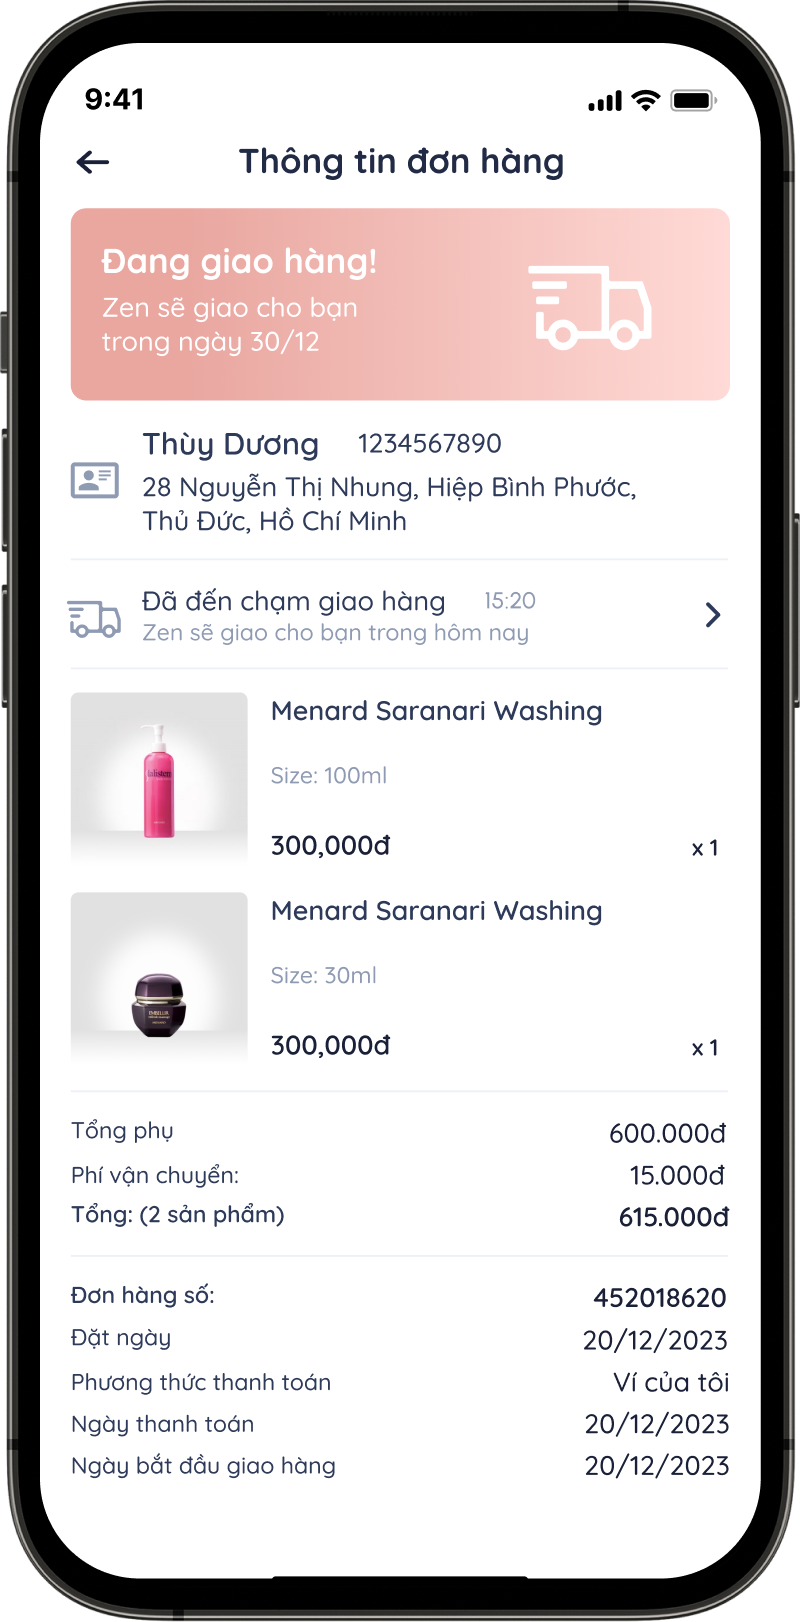 9:41
Thông tin đơn hàng
Đang giao hàng!
Zen sẽ giao cho bạn
trong ngày 30/12
Thùy Dương 1234567890
28 Nguyễn Thị Nhung, Hiệp Bình Phước,
Thủ Đức, Hồ Chí Minh
Đã đến chạm giao hàng 15:20
Zen sẽ giao cho bạn trong hôm nay
Menard Saranari Washing
Size: 100ml
300,000đ x 1
Menard Saranari Washing
Size: 30ml
300,000đ x 1
Tổng phụ 600.000đ
Phí vận chuyển: 15.000đ
Tổng: (2 sản phẩm) 615.000đ
Đơn hàng số: 452018620
Đặt ngày 20/12/2023
Phương thức thanh toán Ví của tôi
Ngày thanh toán 20/12/2023
Ngày bắt đầu giao hàng 20/12/2023